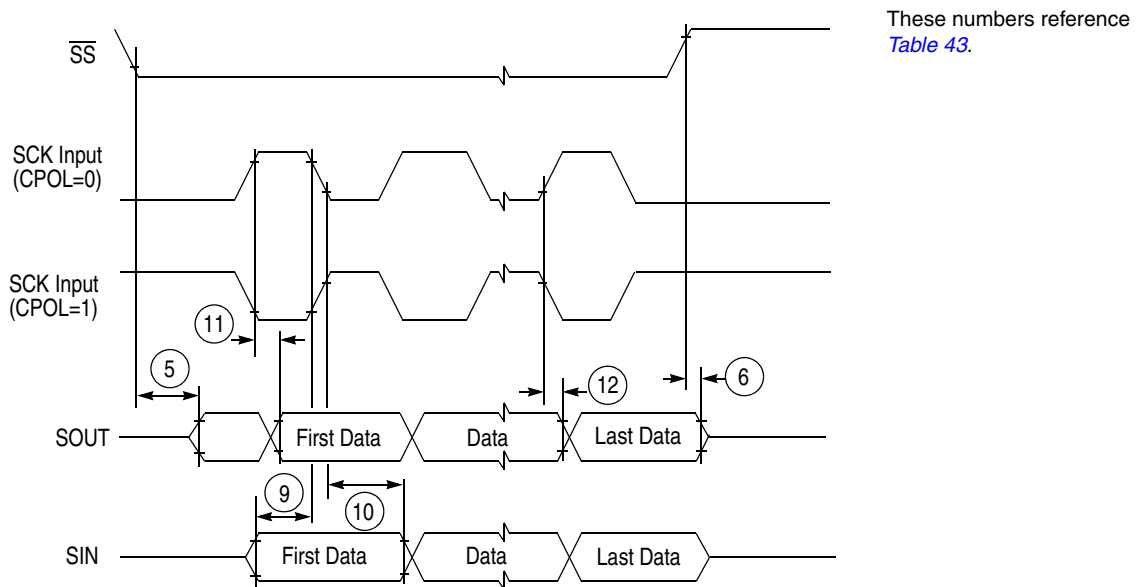 These numbers reference
Table 43.
SS
SCK Input
(CPOL=0)
SCK Input
(CPOL=1)
11
5
12
6
SOUT
First Data
Data
Last Data
9
10
SIN
First Data
Data
Last Data